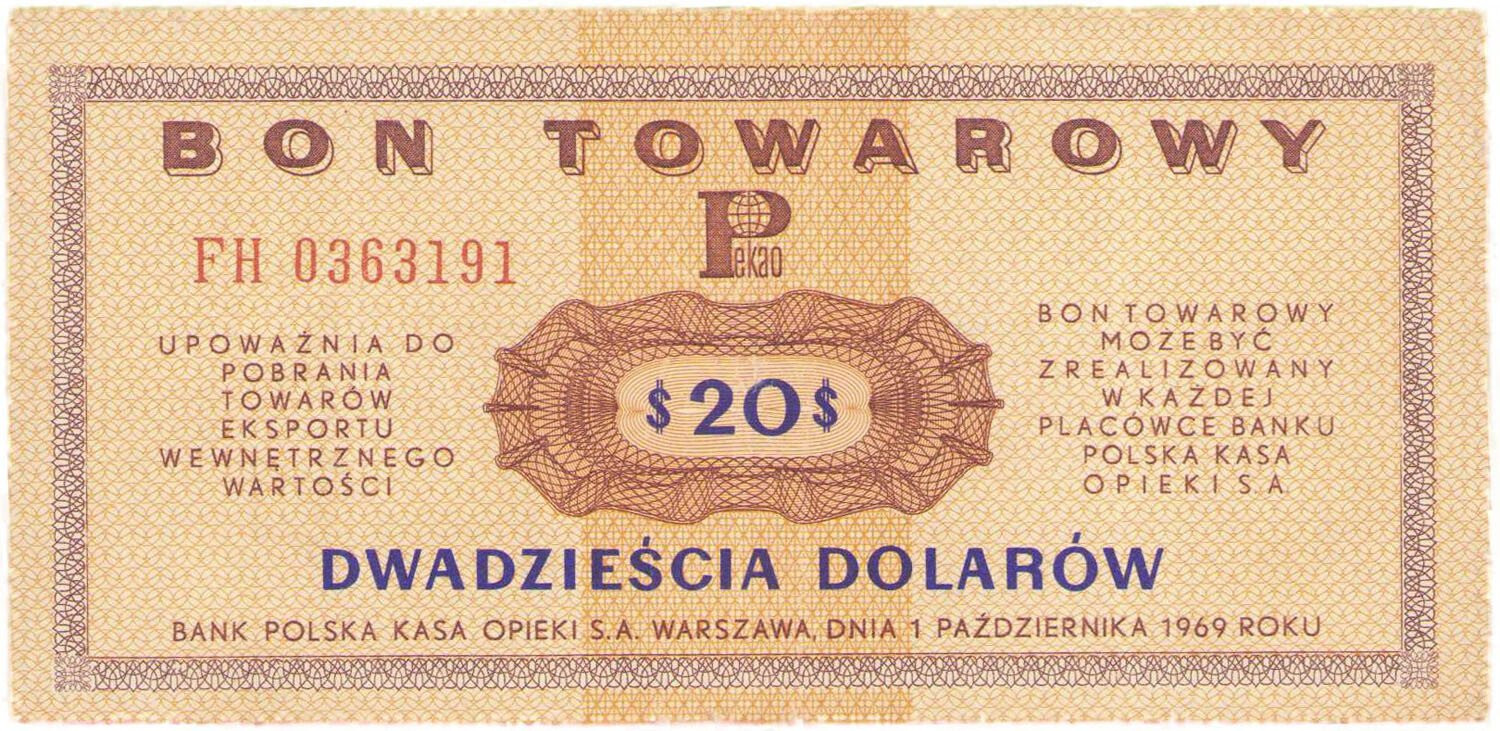 BON TOWAROWY
Pekao
FH 0363191
UPOWAŻNIA DO
POBRANIA
TOWARÓW
EKSPORTU
WEWNĘTRZNEGO
WARTOŚCI
$20$
BON TOWAROWY
MOŻE BYĆ
ZREALIZOWANY
W KAŻDEJ
PLACÓWCE BANKU
POLSKA KASA
OPIEKI S.A.
DWADZIEŚCIA DOLARÓW
BANK POLSKA KASA OPIEKI S.A. WARSZAWA, DNIA 1 PAŹDZIERNIKA 1969 ROKU